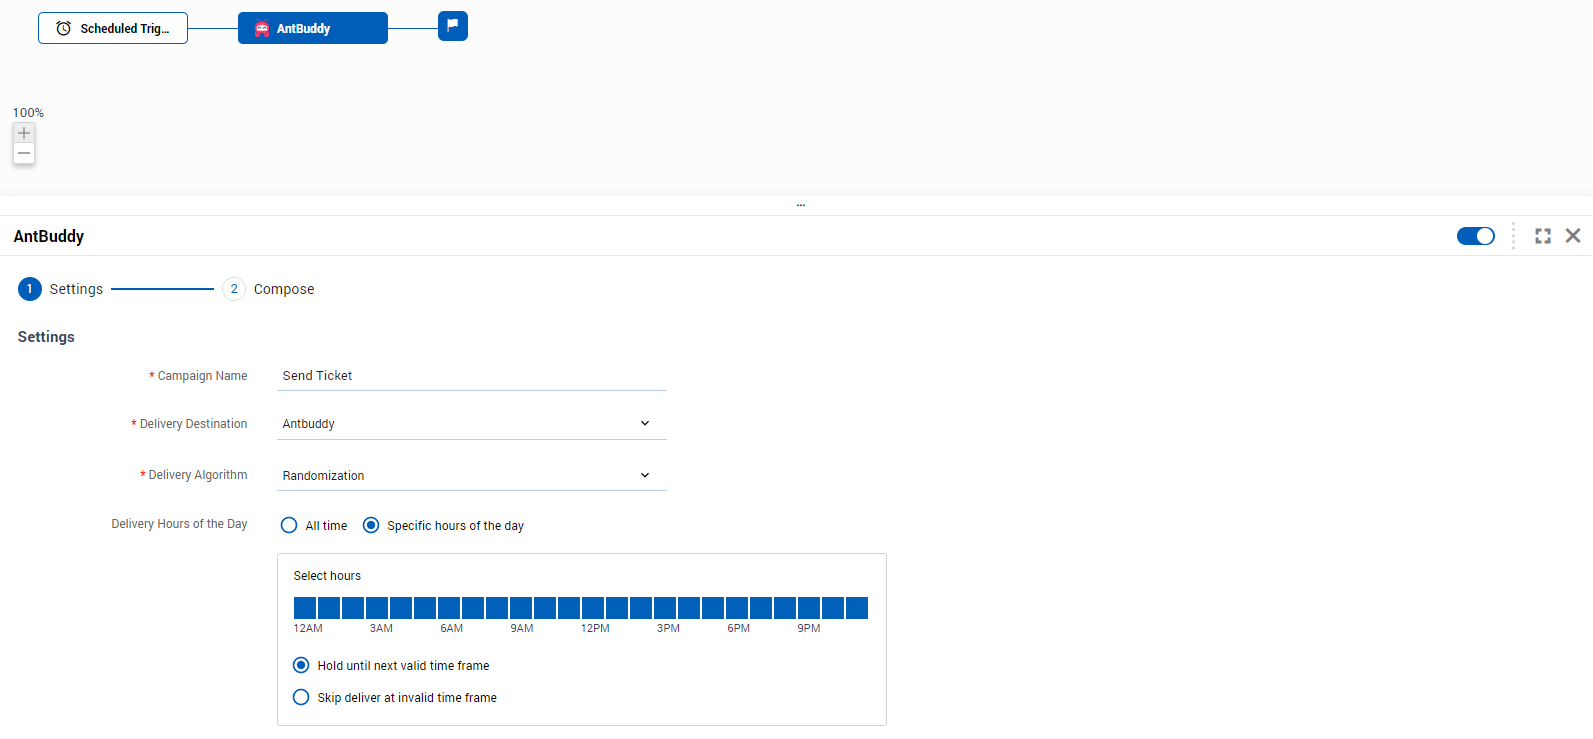 Scheduled Trig...
AntBuddy
100%
...
AntBuddy
1 Settings
2 Compose
Settings
* Campaign Name Send Ticket
* Delivery Destination Antbuddy
* Delivery Algorithm Randomization
Delivery Hours of the Day All time Specific hours of the day
Select hours
12AM 3AM 6AM 9AM 12PM 3PM 6PM 9PM
Hold until next valid time frame
Skip deliver at invalid time frame